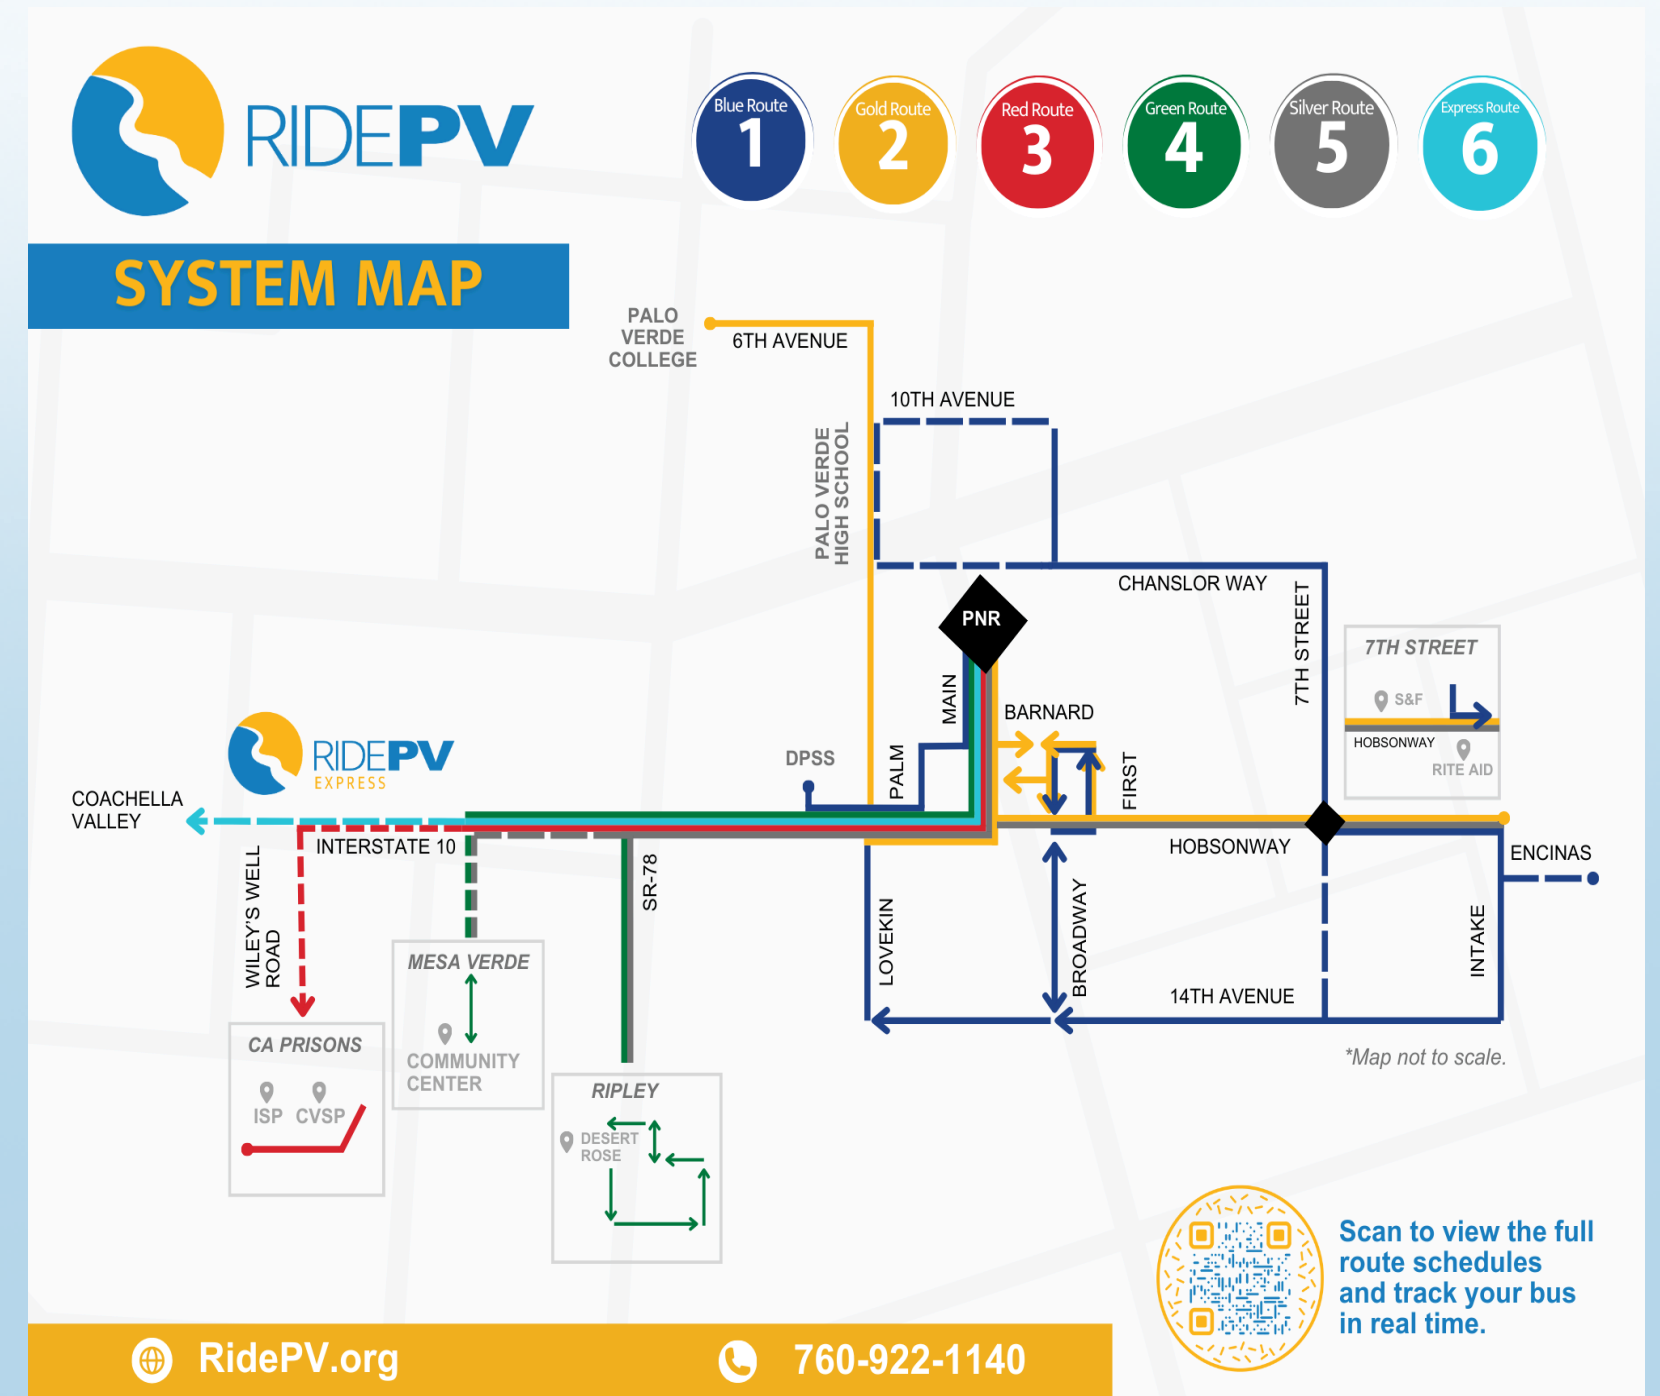 RIDEPV
Blue Route
1
Gold Route
2
Red Route
3
Green Route
4
Silver Route
5
Express Route
6
SYSTEM MAP
PALO
VERDE
COLLEGE
6TH AVENUE
10TH AVENUE
PALO VERDE
HIGH SCHOOL
CHANSLOR WAY
PNR
7TH STREET
7TH STREET
S&F
HOBSONWAY
RITE AID
MAIN
BARNARD
RIDEPV
EXPRESS
DPSS
PALM
FIRST
COACHELLA
VALLEY
INTERSTATE 10
HOBSONWAY
ENCINAS
WILEY'S WELL
ROAD
SR-78
LOVEKIN
BROADWAY
INTAKE
MESA VERDE
COMMUNITY
CENTER
14TH AVENUE
CA PRISONS
ISP
CVSP
*Map not to scale.
RIPLEY
DESERT
ROSE
Scan to view the full
route schedules
and track your bus
in real time.
RidePV.org
760-922-1140